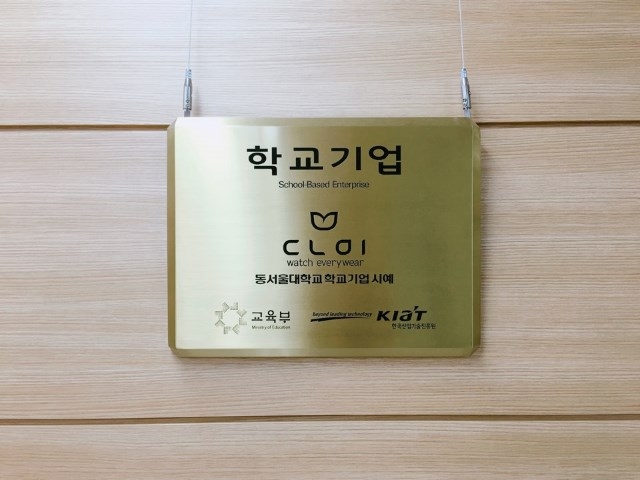 학교기업
School-Based Enterprise
CLOI
watch everywear
동서울대학교 학교기업 시예
교육부
Ministry of Education
beyond leading technology
KIAT
한국산업기술진흥원